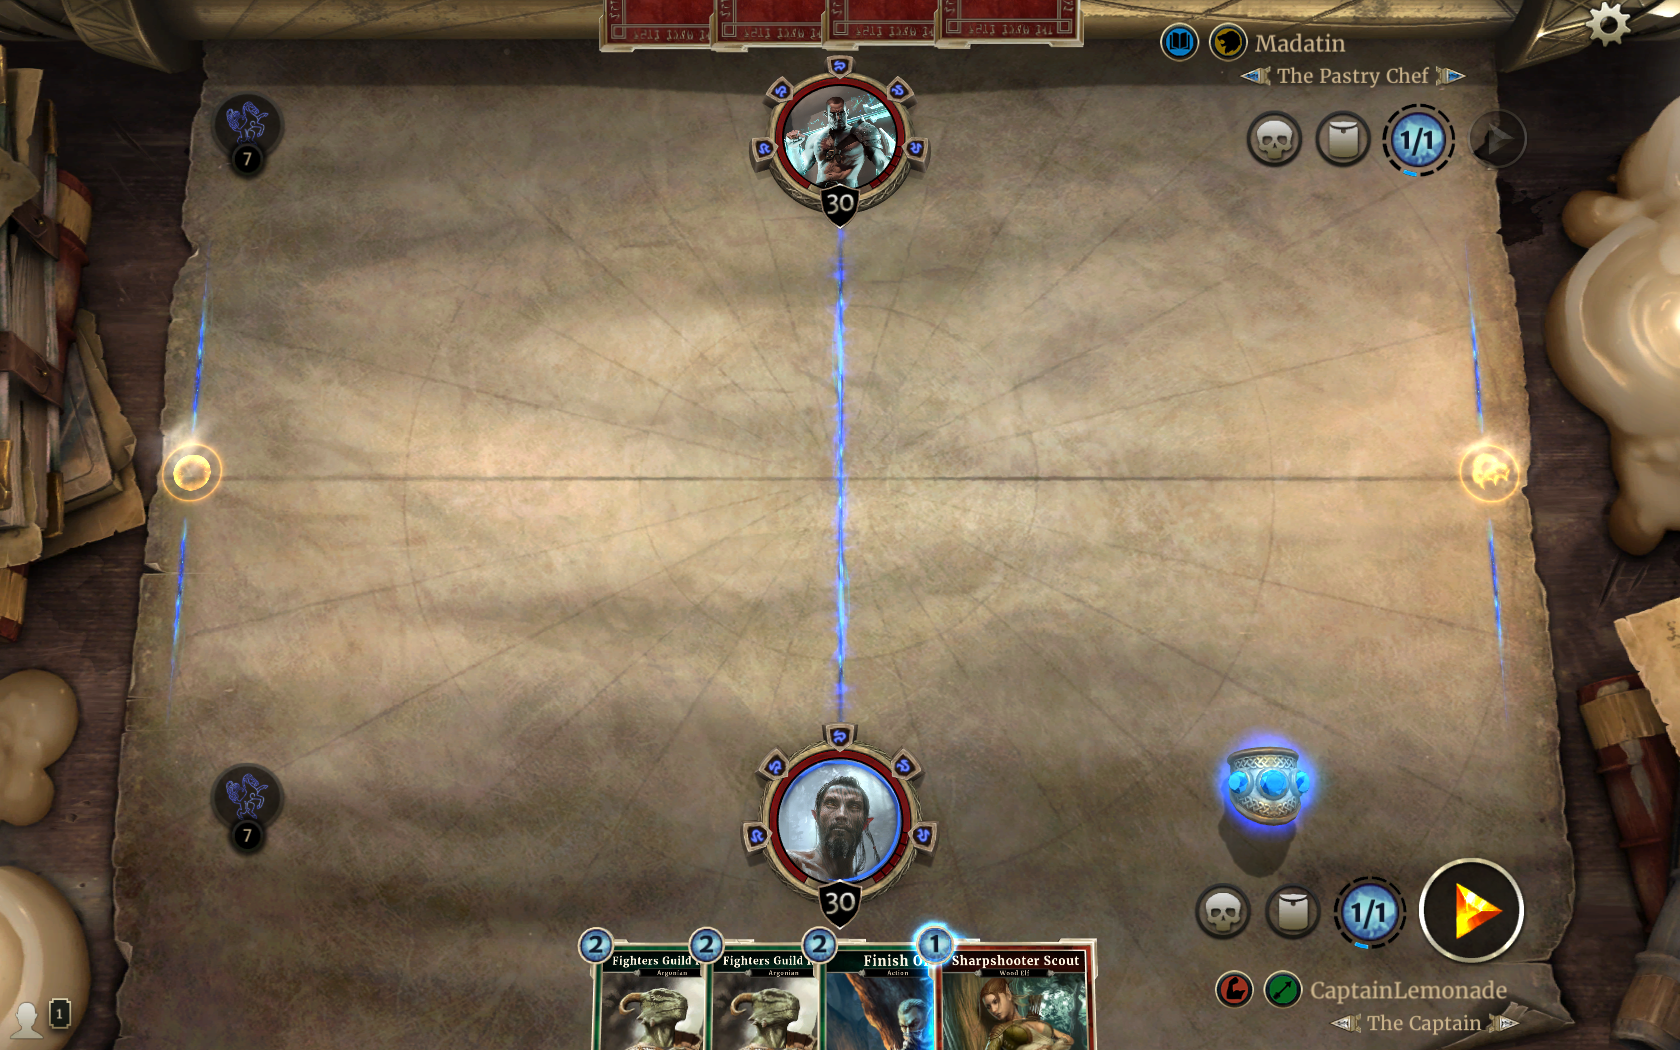 Madatin
The Pastry Chef
1/1
7
30
7
30
1/1
2
2
2
1
Fighters Guild
Argonian
Fighters Guild
Argonian
Finish
Action
Sharpshooter Scout
Wood Elf
CaptainLemonade
The Captain
1